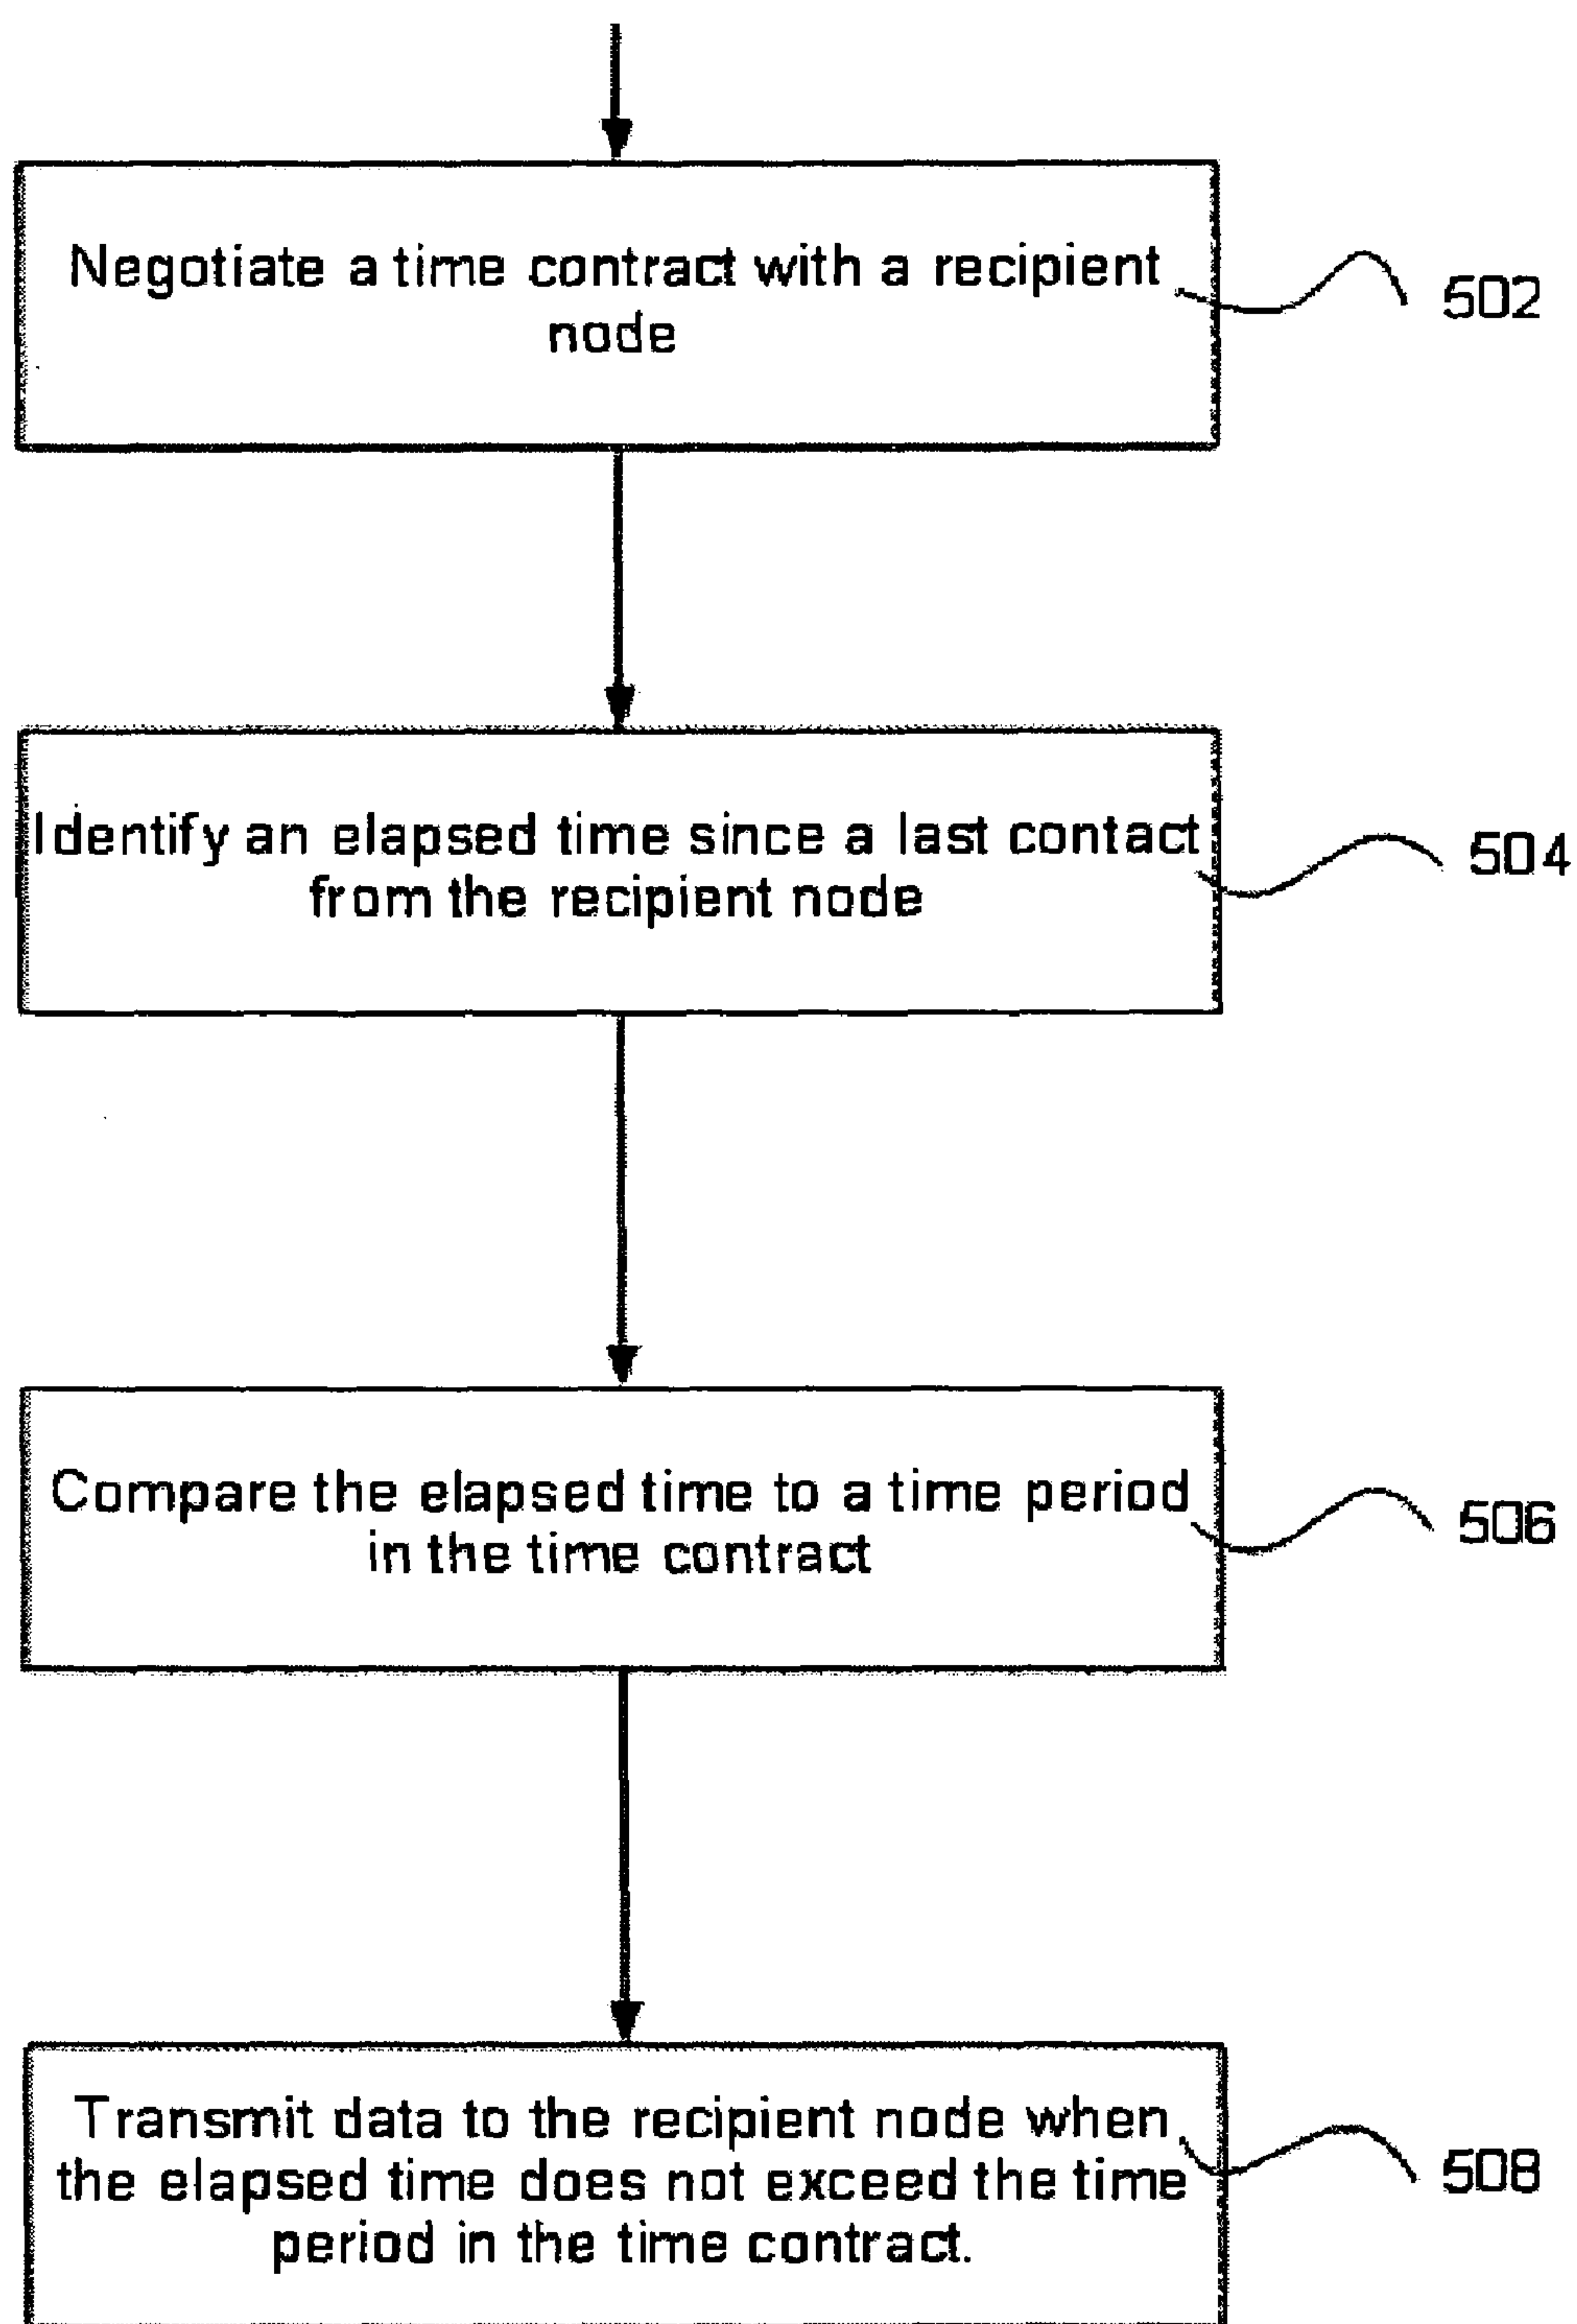 Negotiate a time contract with a recipient
node
502
Identify an elapsed time since a last contact
from the recipient node
504
Compare the elapsed time to a time period
in the time contract
506
Transmit data to the recipient node when
the elapsed time does not exceed the time
period in the time contract.
508